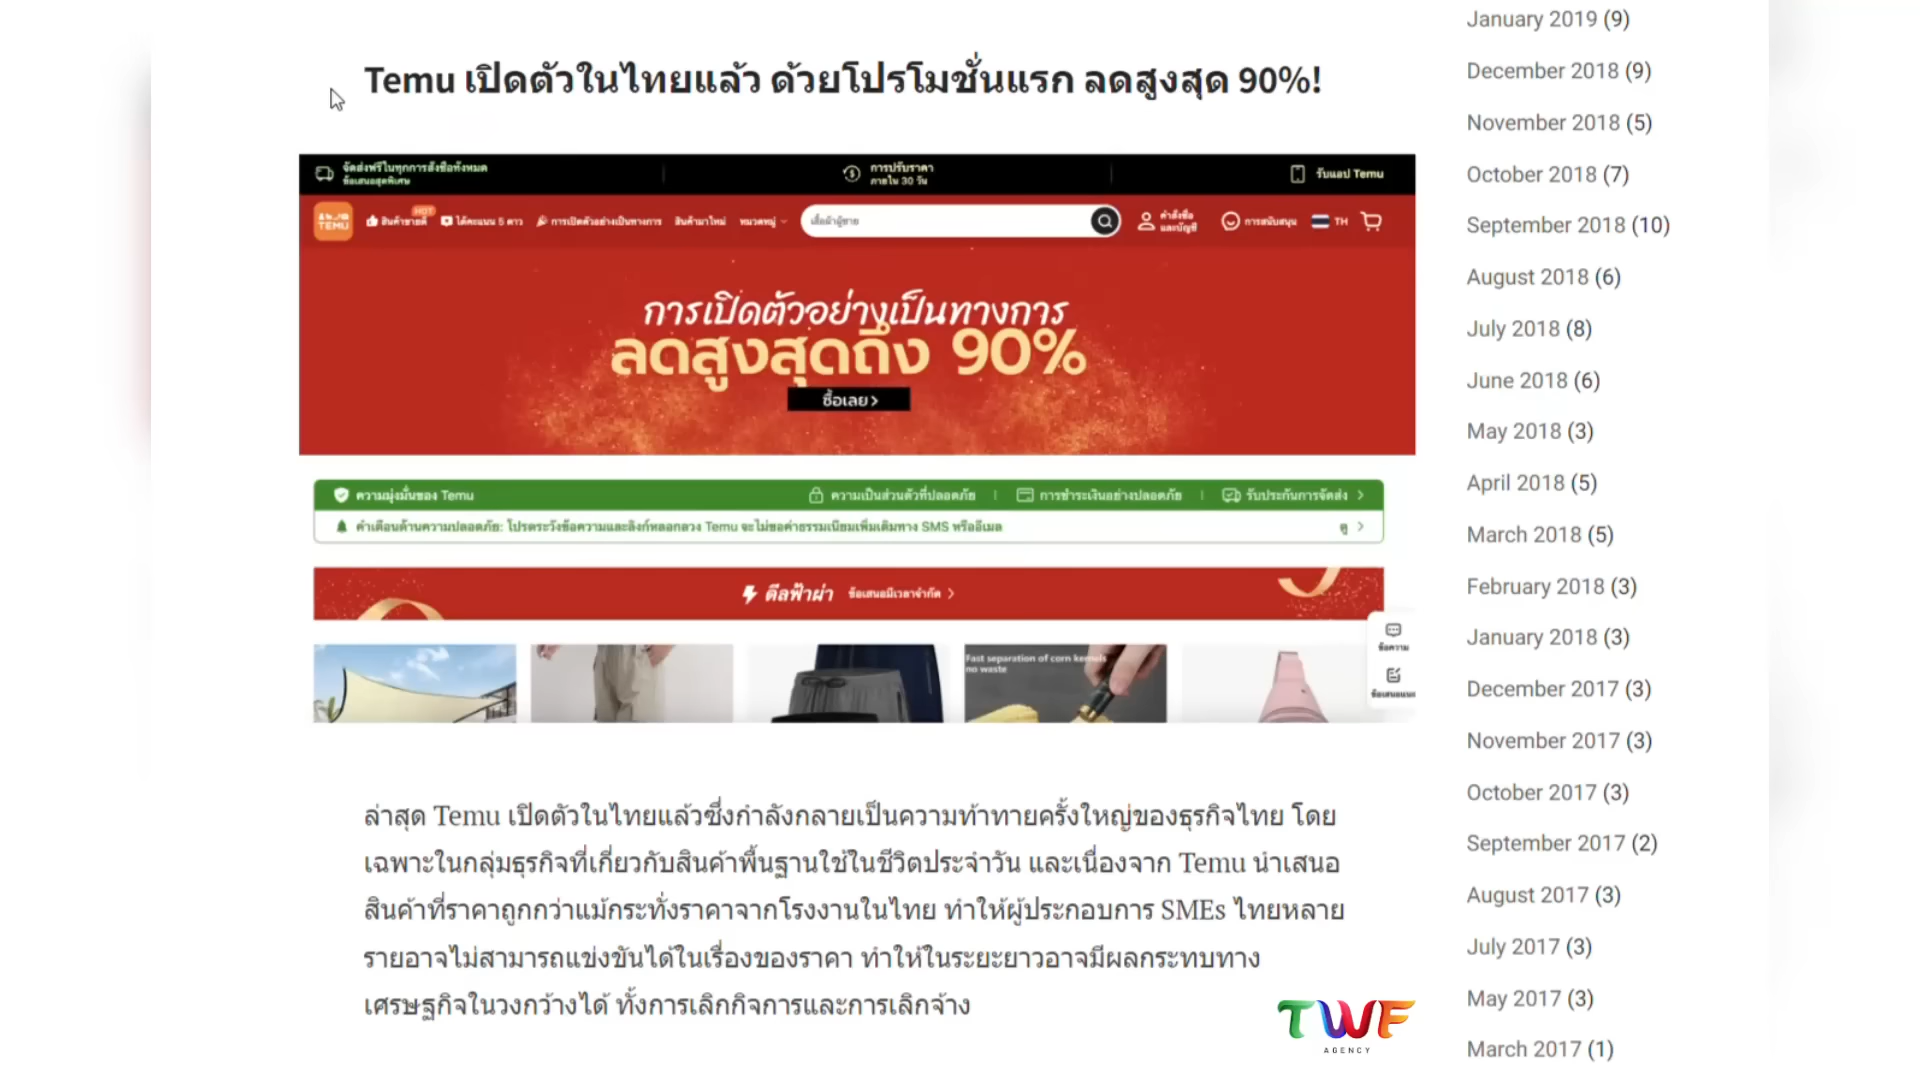 Temu เปิดตัวในไทยแล้ว ด้วยโปรโมชั่นแรก ลดสูงสุด 90%!
จัดส่งฟรีในทุกการสั่งซื้อทั้งหมด
ข้อเสนอสุดพิเศษ
การปรับราคา
ภายใน 30 วัน
รับแอป Temu
TEMU
สินค้าขายดี
HOT
ได้คะแนน 5 ดาว
การเปิดตัวอย่างเป็นทางการ
สินค้ามาใหม่
หมวดหมู่
เสื้อผ้าผู้ชาย
คำสั่งซื้อ
และบัญชี
การสนับสนุน
TH
การเปิดตัวอย่างเป็นทางการ
ลดสูงสุดถึง 90%
ซื้อเลย >
ความมุ่งมั่นของ Temu
ความเป็นส่วนตัวที่ปลอดภัย
การชำระเงินอย่างปลอดภัย
รับประกันการจัดส่ง >
คำเตือนด้านความปลอดภัย: โปรดระวังข้อความและลิงก์หลอกลวง Temu จะไม่ขอค่าธรรมเนียมเพิ่มเติมทาง SMS หรืออีเมล
ดู >
ดีลฟ้าผ่า ข้อเสนอมีเวลาจำกัด >
Fast separation of corn kernels
no waste
ข้อความ
ล่าสุด Temu เปิดตัวในไทยแล้วซึ่งกำลังกลายเป็นความท้าทายครั้งใหญ่ของธุรกิจไทย โดย
เฉพาะในกลุ่มธุรกิจที่เกี่ยวกับสินค้าพื้นฐานใช้ในชีวิตประจำวัน และเนื่องจาก Temu นำเสนอ
สินค้าที่ราคาถูกกว่าแม้กระทั่งราคาจากโรงงานในไทย ทำให้ผู้ประกอบการ SMEs ไทยหลาย
รายอาจไม่สามารถแข่งขันได้ในเรื่องของราคา ทำให้ในระยะยาวอาจมีผลกระทบทาง
เศรษฐกิจในวงกว้างได้ ทั้งการเลิกกิจการและการเลิกจ้าง
TWF
AGENCY
January 2019 (9)
December 2018 (9)
November 2018 (5)
October 2018 (7)
September 2018 (10)
August 2018 (6)
July 2018 (8)
June 2018 (6)
May 2018 (3)
April 2018 (5)
March 2018 (5)
February 2018 (3)
January 2018 (3)
December 2017 (3)
November 2017 (3)
October 2017 (3)
September 2017 (2)
August 2017 (3)
July 2017 (3)
May 2017 (3)
March 2017 (1)